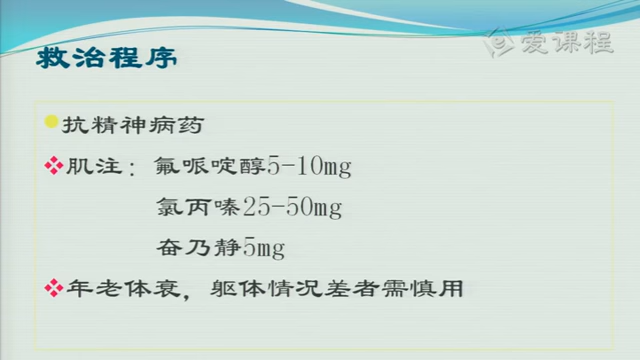 爱课程
救治程序
抗精神病药
肌注：氟哌啶醇5-10mg
氯丙嗪25-50mg
奋乃静5mg
年老体衰，躯体情况差者需慎用